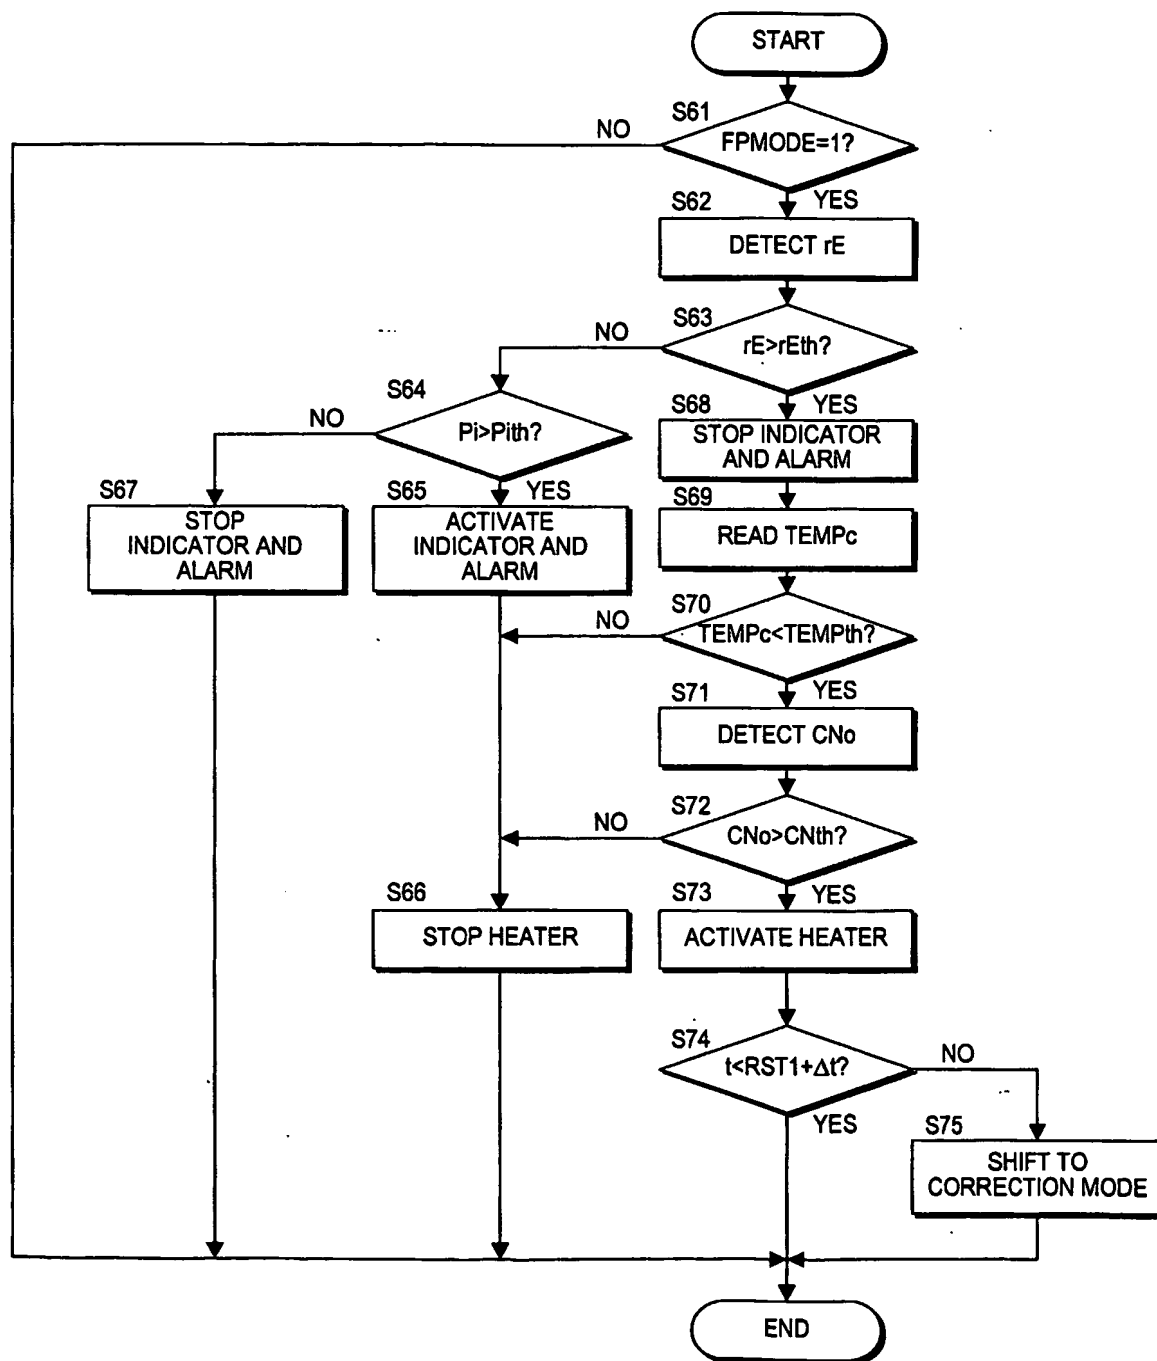 START
S61
NO
FPMODE=1?
YES
S62
DETECT rE
S63
NO
rE>rEth?
YES
S64
NO
Pi>Pith?
YES
S68
STOP INDICATOR
AND ALARM
S67
STOP
INDICATOR AND
ALARM
S65
ACTIVATE
INDICATOR AND
ALARM
S69
READ TEMPc
S70
NO
TEMPc<TEMPth?
YES
S71
DETECT CNo
S72
NO
CNo>CNth?
YES
S66
STOP HEATER
S73
ACTIVATE HEATER
S74
t<RST1+Δt?
NO
YES
S75
SHIFT TO
CORRECTION MODE
END